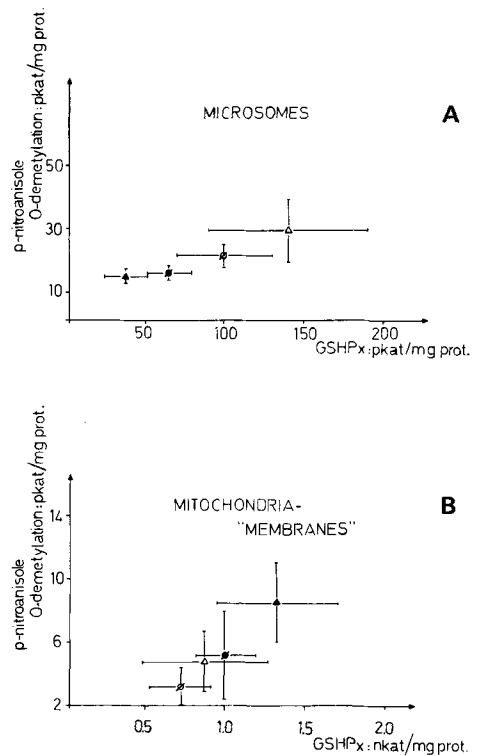 A
MICROSOMES
p-nitroanisole
O-demetylation:pkat/mg prot.
50
30
10
50 100 150 200
GSHPx:pkat/mg prot.
B
MITOCHONDRIA-
"MEMBRANES"
p-nitroanisole
O-demetylation:pkat/mg prot.
14
10
6
2
0.5 1.0 1.5 2.0
GSHPx:nkat/mg prot.